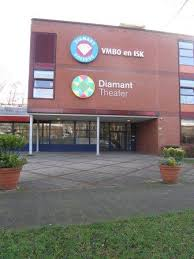 VMBO en ISK
Diamant
Theater